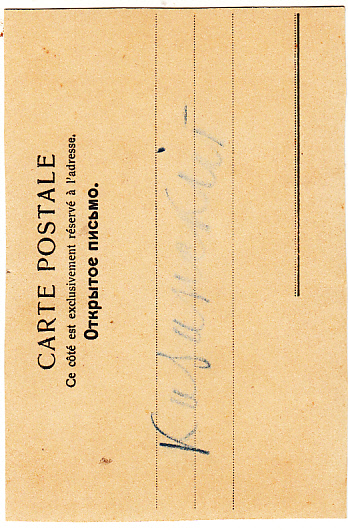 CARTE POSTALE
Ce côté est exclusivement réservé à l'adresse.
Открытое письмо.